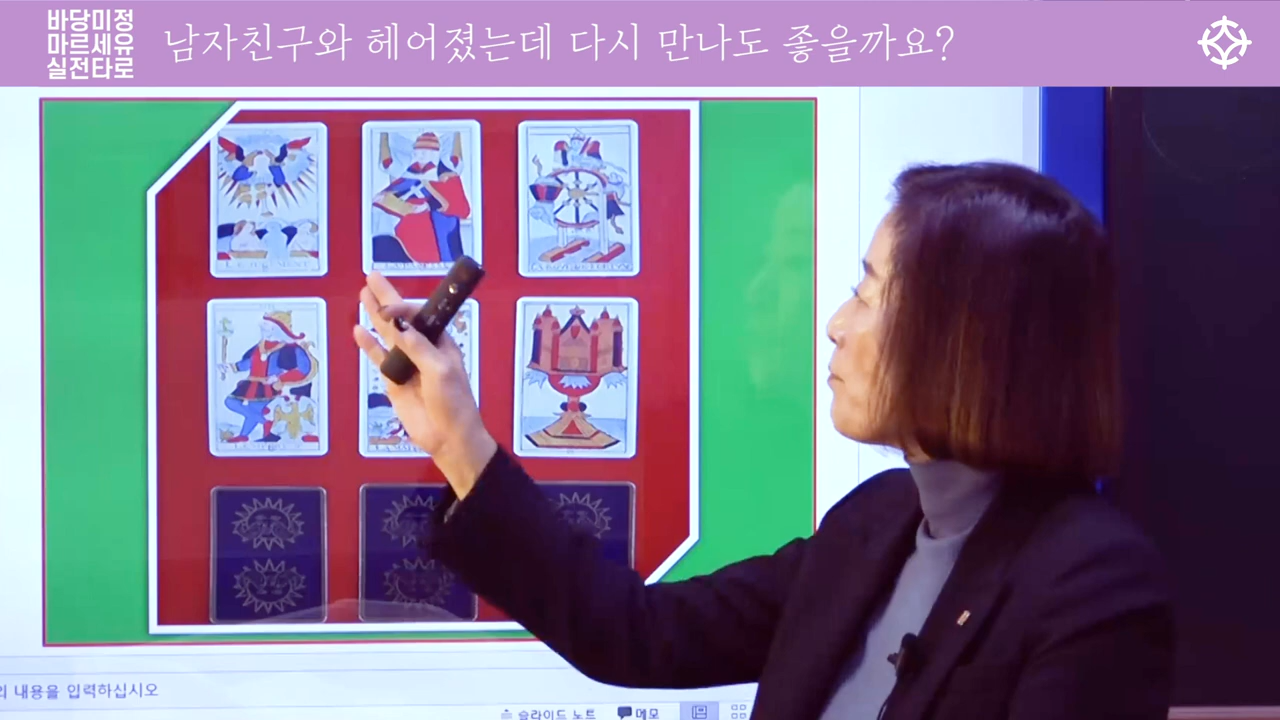 바당미정
마르세유
실전타로
남자친구와 헤어졌는데 다시 만나도 좋을까요?
내용을 입력하십시오
슬라이드 노트
메모